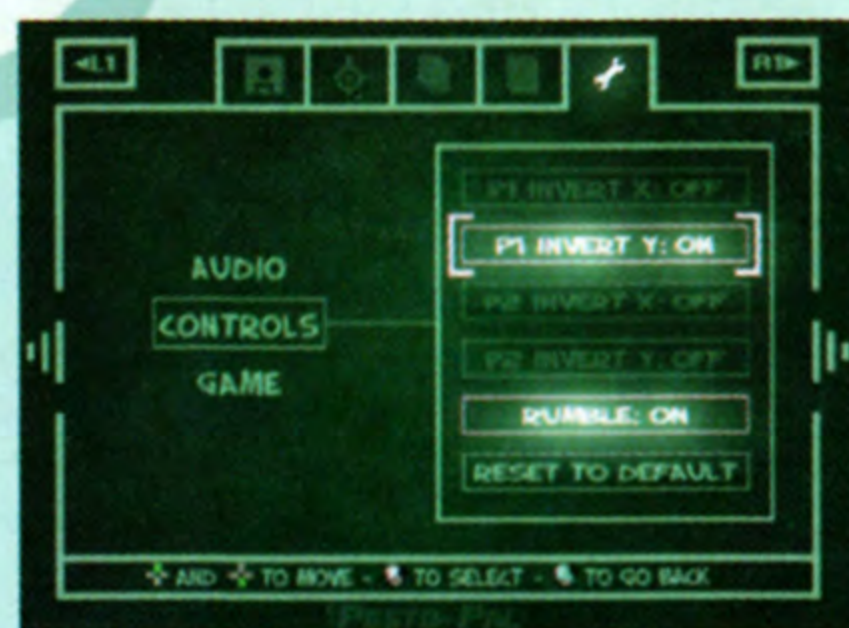 L1
R1
P1 INVERT X: OFF
P1 INVERT Y: ON
AUDIO
P2 INVERT X: OFF
CONTROLS
P2 INVERT Y: OFF
GAME
RUMBLE: ON
RESET TO DEFAULT
AND TO MOVE - TO SELECT - TO GO BACK